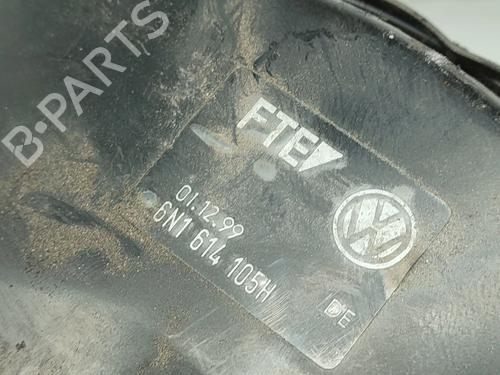 B-PARTS
FTE
01.12.99
6N1 614 105H
DE